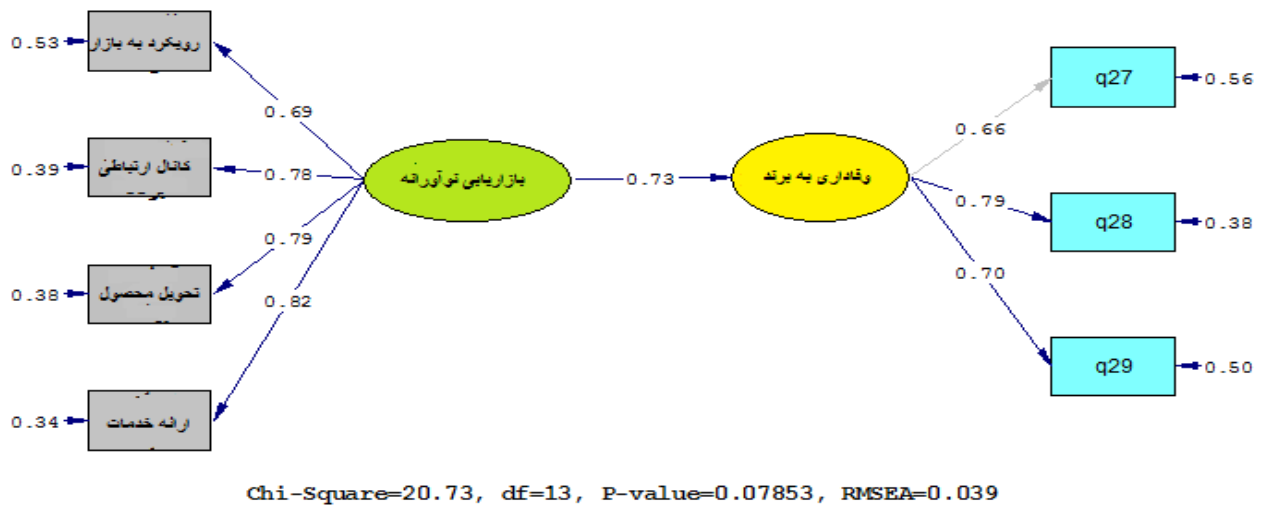 0.53
رویکرد به بازار
0.69
0.39
کانال ارتباطی
0.78
0.79
0.38
تحویل محصول
0.82
0.34
ارائه خدمات
بازاریابی نوآورانه
0.73
وفاداری به برند
0.66
q27
0.56
0.79
q28
0.38
0.70
q29
0.50
Chi-Square=20.73, df=13, P-value=0.07853, RMSEA=0.039